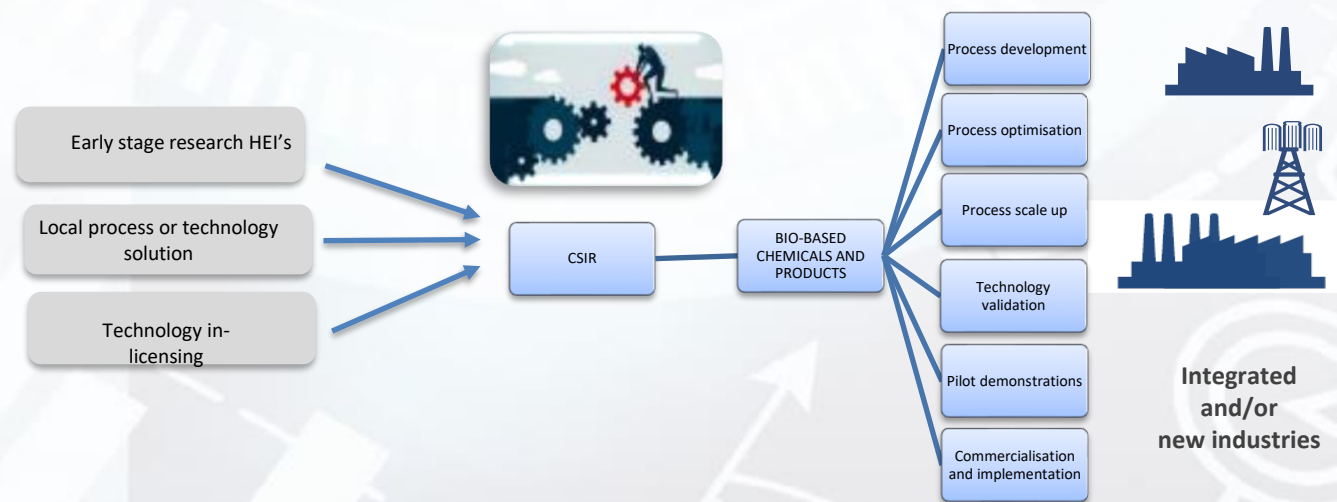 Early stage research HEI’s
Local process or technology
solution
Technology in-
licensing
CSIR
BIO-BASED
CHEMICALS AND
PRODUCTS
Process development
Process optimisation
Process scale up
Technology
validation
Pilot demonstrations
Commercialisation
and implementation
Integrated
and/or
new industries